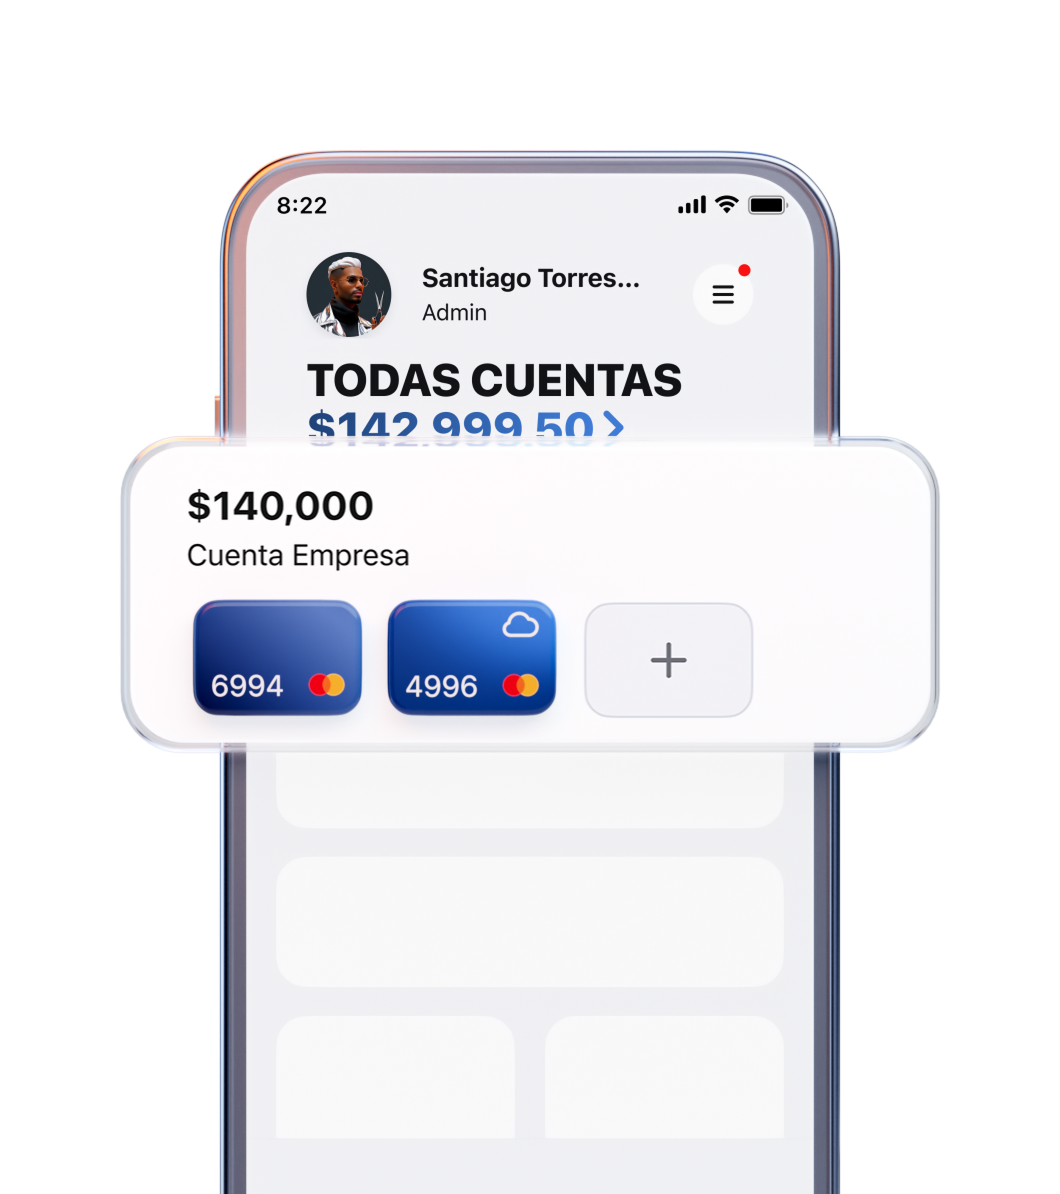 8:22
Santiago Torres...
Admin
TODAS CUENTAS
$142,999.50
$140,000
Cuenta Empresa
6994
4996